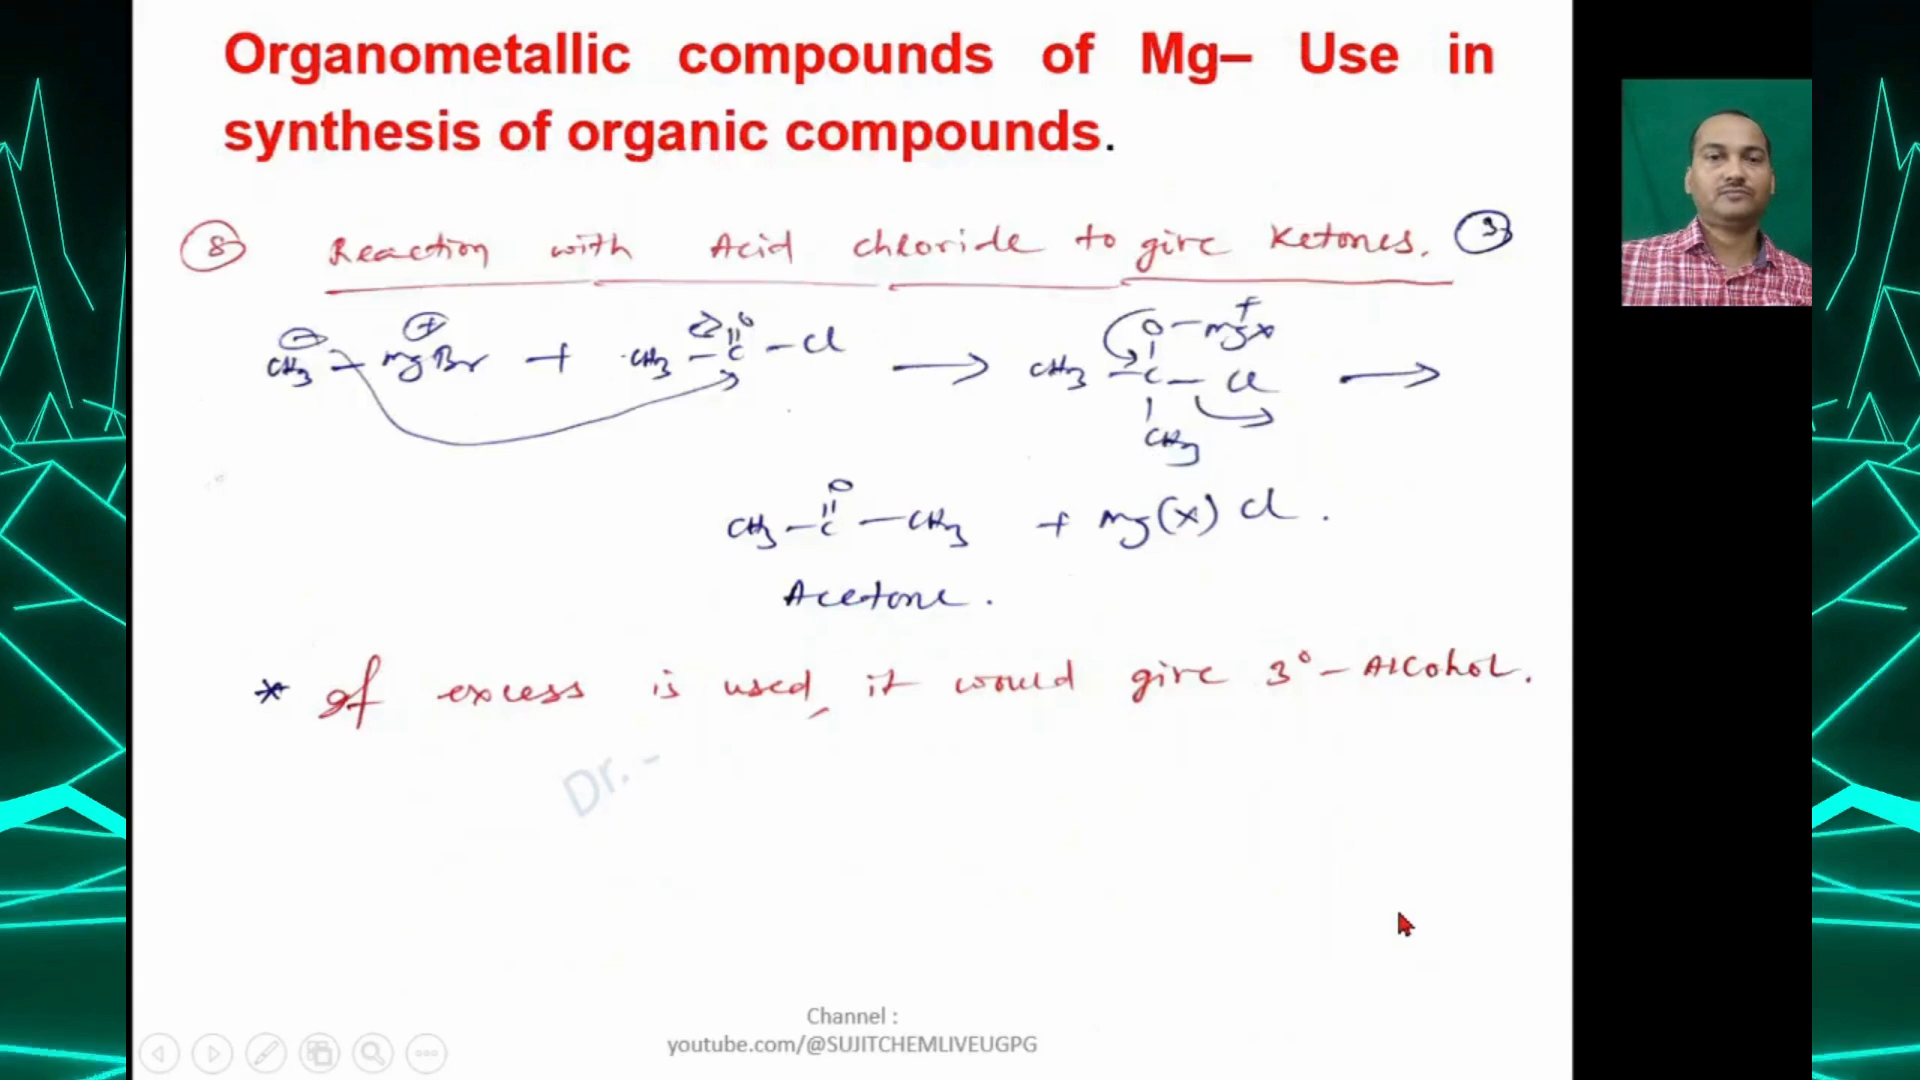 Organometallic compounds of Mg– Use in
synthesis of organic compounds.
8 Reaction with Acid chloride to give Ketones. 3
O O—MgX +
CH3 – MgBr + CH3 – C – Cl → CH3 – C – Cl →
CH3
O
CH3 – C – CH3 + Mg(x) Cl .
Acetone .
* If excess is used, it would give 3° – Alcohol.
Dr. -
Channel :
youtube.com/@SUJITCHEMLIVEUGPG